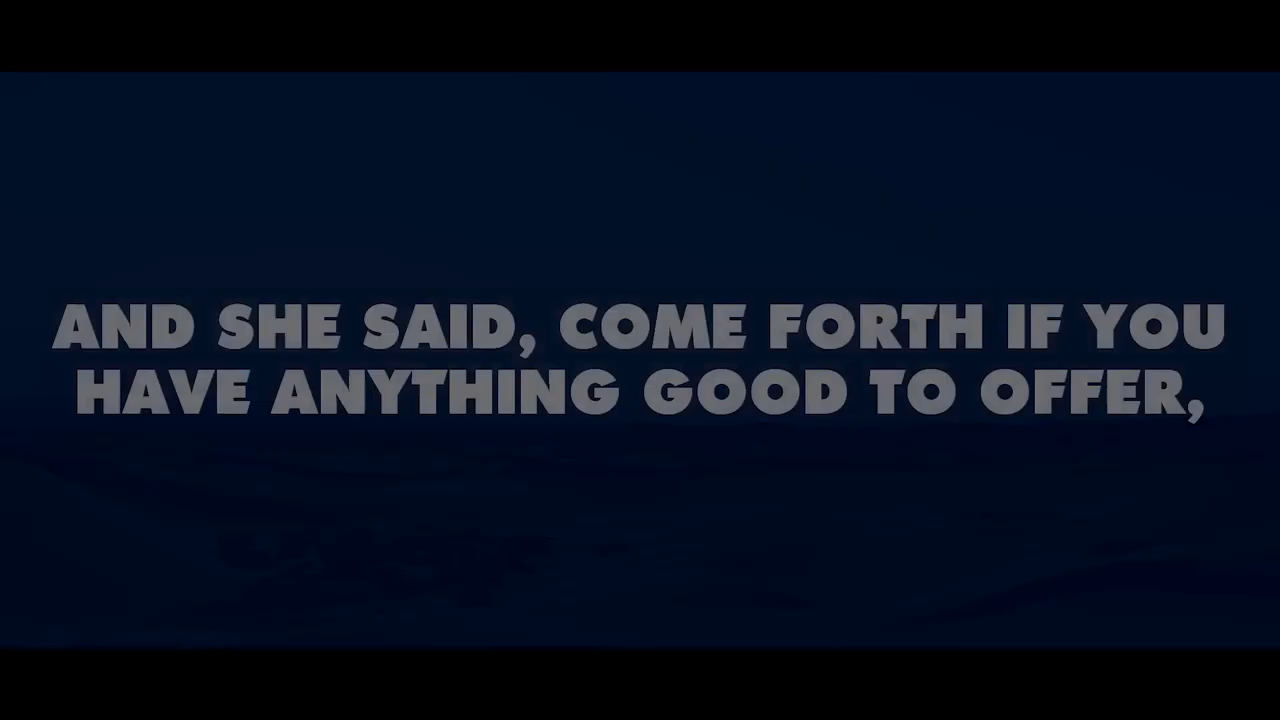 AND SHE SAID, COME FORTH IF YOU
HAVE ANYTHING GOOD TO OFFER,